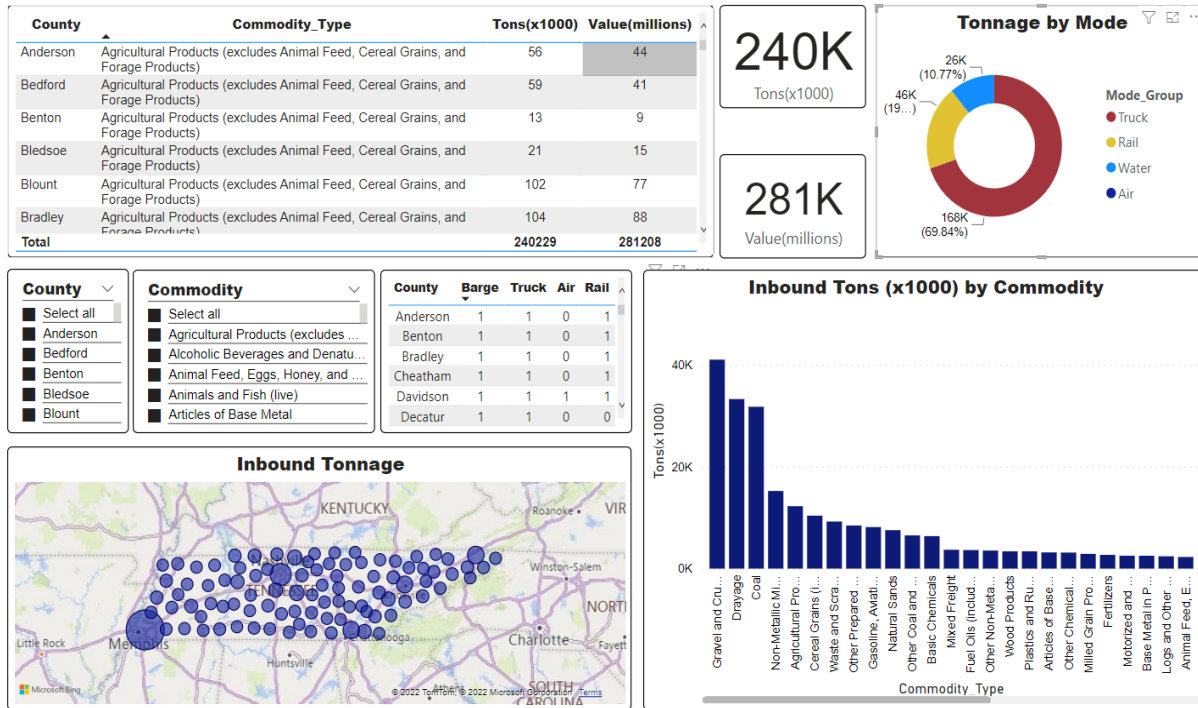 County Commodity_Type Tons(x1000) Value(millions)
Anderson Agricultural Products (excludes Animal Feed, Cereal Grains, and 56 44
Forage Products)
Bedford Agricultural Products (excludes Animal Feed, Cereal Grains, and 59 41
Forage Products)
Benton Agricultural Products (excludes Animal Feed, Cereal Grains, and 13 9
Forage Products)
Bledsoe Agricultural Products (excludes Animal Feed, Cereal Grains, and 21 15
Forage Products)
Blount Agricultural Products (excludes Animal Feed, Cereal Grains, and 102 77
Forage Products)
Bradley Agricultural Products (excludes Animal Feed, Cereal Grains, and 104 88
Forage Products)
Total 240229 281208
240K
Tons(x1000)
281K
Value(millions)
Tonnage by Mode
26K
(10.77%)
46K
(19...)
168K
(69.84%)
Mode_Group
Truck
Rail
Water
Air
County
Select all
Anderson
Bedford
Benton
Bledsoe
Blount
Commodity
Select all
Agricultural Products (excludes ...
Alcoholic Beverages and Denatu...
Animal Feed, Eggs, Honey, and ...
Animals and Fish (live)
Articles of Base Metal
County Barge Truck Air Rail
Anderson 1 1 0 1
Benton 1 1 0 1
Bradley 1 1 0 1
Cheatham 1 1 0 1
Davidson 1 1 1 1
Decatur 1 1 0 0
Inbound Tonnage
KENTUCKY
Roanoke
VIR
Nashville
TENNESSEE
Winston-Salem
NORT
Little Rock
Memphis
Charlotte
Fayett
Huntsville
Athens
SOUTH
CAROLINA
Microsoft Bing
© 2022 TomTom, © 2022 Microsoft Corporation Terms
Inbound Tons (x1000) by Commodity
Tons(x1000)
40K
20K
0K
Gravel and Cru...
Drayage
Coal
Non-Metallic Mi...
Agricultural Pro...
Cereal Grains (i...
Waste and Scra...
Other Prepared ...
Gasoline, Aviati...
Natural Sands
Other Coal and ...
Basic Chemicals
Mixed Freight
Fuel Oils (includ...
Other Non-Meta...
Wood Products
Plastics and Ru...
Articles of Base...
Other Chemical ...
Milled Grain Pro...
Fertilizers
Motorized and ...
Base Metal in P...
Logs and Other ...
Animal Feed, E...
Commodity_Type